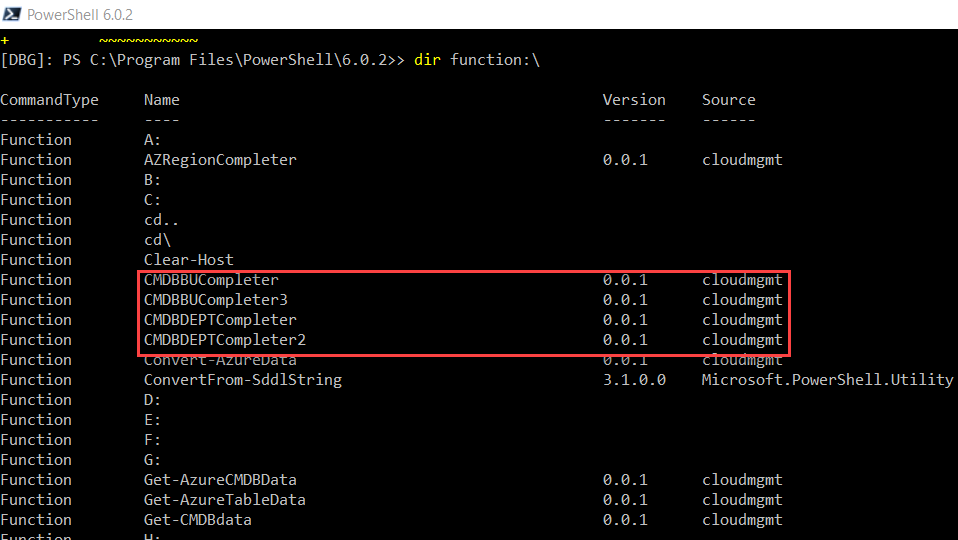 PowerShell 6.0.2
+ ~~~~~~~~~~~
[DBG]: PS C:\Program Files\PowerShell\6.0.2>> dir function:\
CommandType Name Version Source
----------- ---- ------- ------
Function A:
Function AZRegionCompleter 0.0.1 cloudmgmt
Function B:
Function C:
Function cd..
Function cd\
Function Clear-Host
Function CMDBBUCompleter 0.0.1 cloudmgmt
Function CMDBBUCompleter3 0.0.1 cloudmgmt
Function CMDBDEPTCompleter 0.0.1 cloudmgmt
Function CMDBDEPTCompleter2 0.0.1 cloudmgmt
Function Convert-AzureData 0.0.1 cloudmgmt
Function ConvertFrom-SddlString 3.1.0.0 Microsoft.PowerShell.Utility
Function D:
Function E:
Function F:
Function G:
Function Get-AzureCMDBData 0.0.1 cloudmgmt
Function Get-AzureTableData 0.0.1 cloudmgmt
Function Get-CMDBdata 0.0.1 cloudmgmt
Function H: